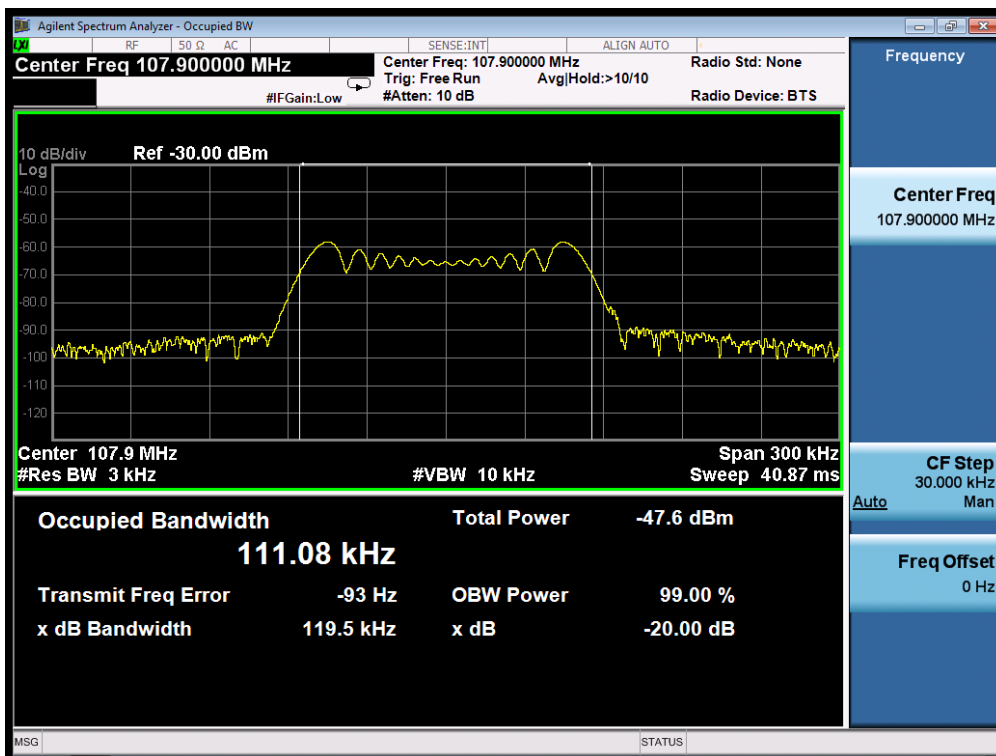 Agilent Spectrum Analyzer - Occupied BW
LXI RF 50 Ω AC SENSE:INT ALIGN AUTO
Center Freq 107.900000 MHz
Center Freq: 107.900000 MHz Radio Std: None
Trig: Free Run Avg|Hold:>10/10
#IFGain:Low #Atten: 10 dB Radio Device: BTS
10 dB/div Ref -30.00 dBm
Log
-40.0
-50.0
-60.0
-70.0
-80.0
-90.0
-100
-110
-120
Center 107.9 MHz Span 300 kHz
#Res BW 3 kHz #VBW 10 kHz Sweep 40.87 ms
Occupied Bandwidth Total Power -47.6 dBm
111.08 kHz
Transmit Freq Error -93 Hz OBW Power 99.00 %
x dB Bandwidth 119.5 kHz x dB -20.00 dB
MSG STATUS
Frequency
Center Freq
107.900000 MHz
CF Step
30.000 kHz
Auto Man
Freq Offset
0 Hz